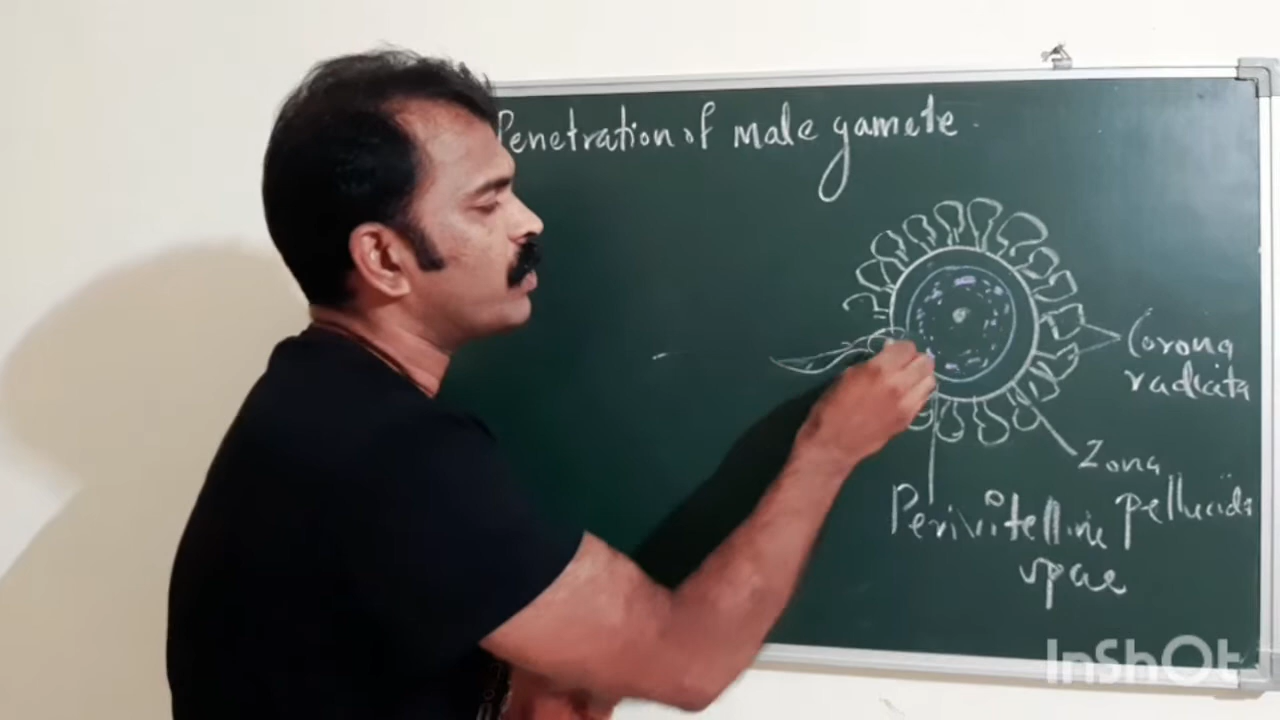 Penetration of male gamete
Corona
radiata
Zona
pellucida
Perivitelline
space
InShOt